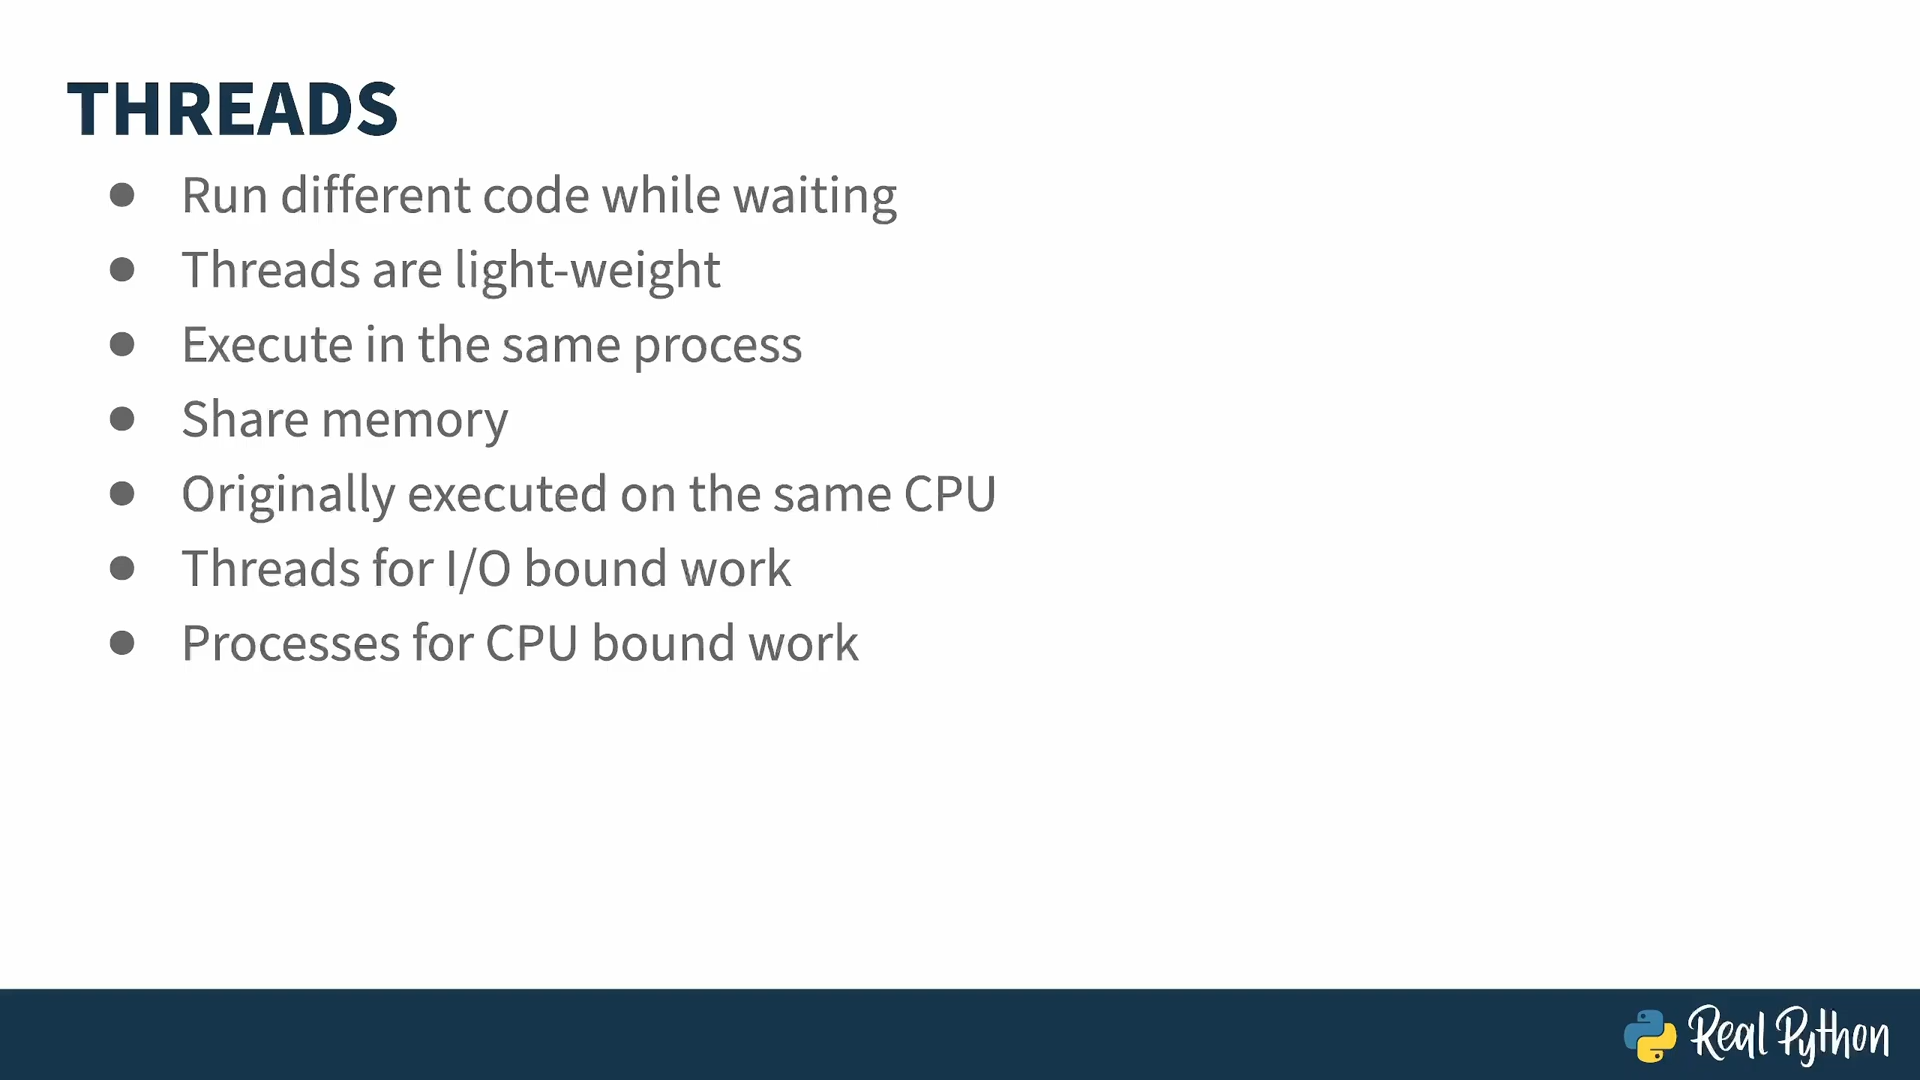 THREADS
● Run different code while waiting
● Threads are light-weight
● Execute in the same process
● Share memory
● Originally executed on the same CPU
● Threads for I/O bound work
● Processes for CPU bound work
Real Python